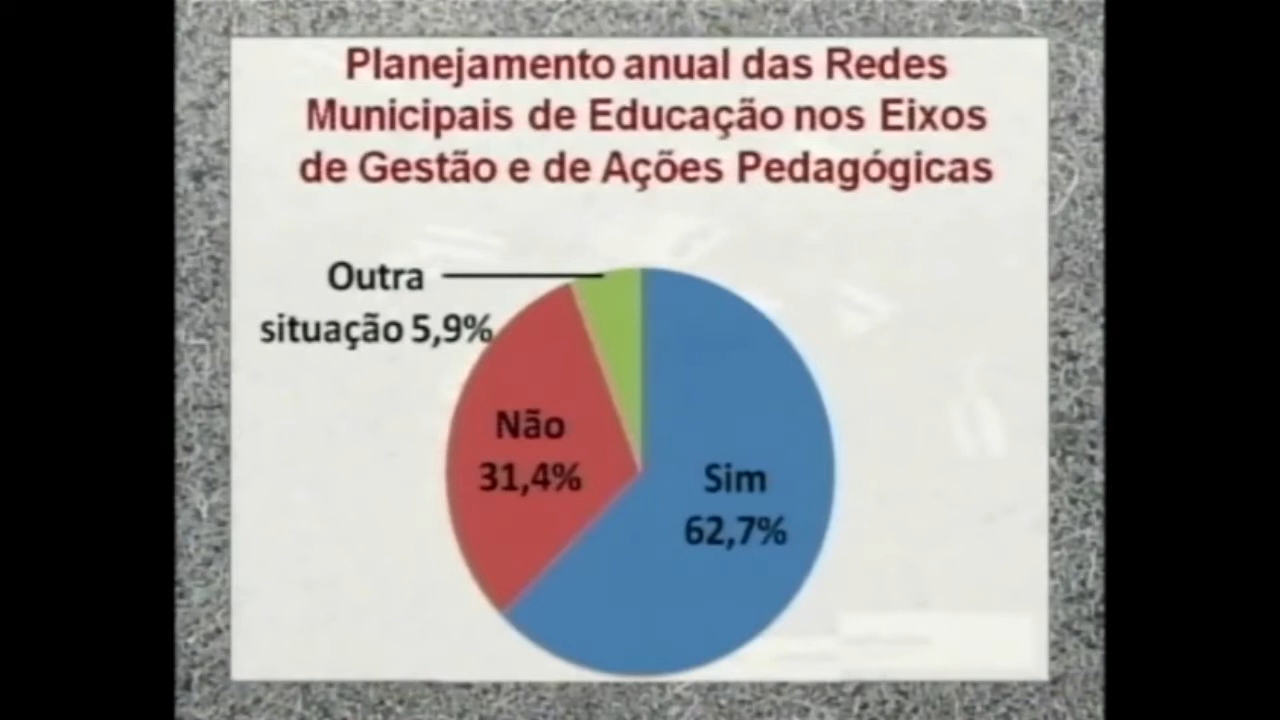 Planejamento anual das Redes
Municipais de Educação nos Eixos
de Gestão e de Ações Pedagógicas
Outra
situação 5,9%
Não
31,4%
Sim
62,7%